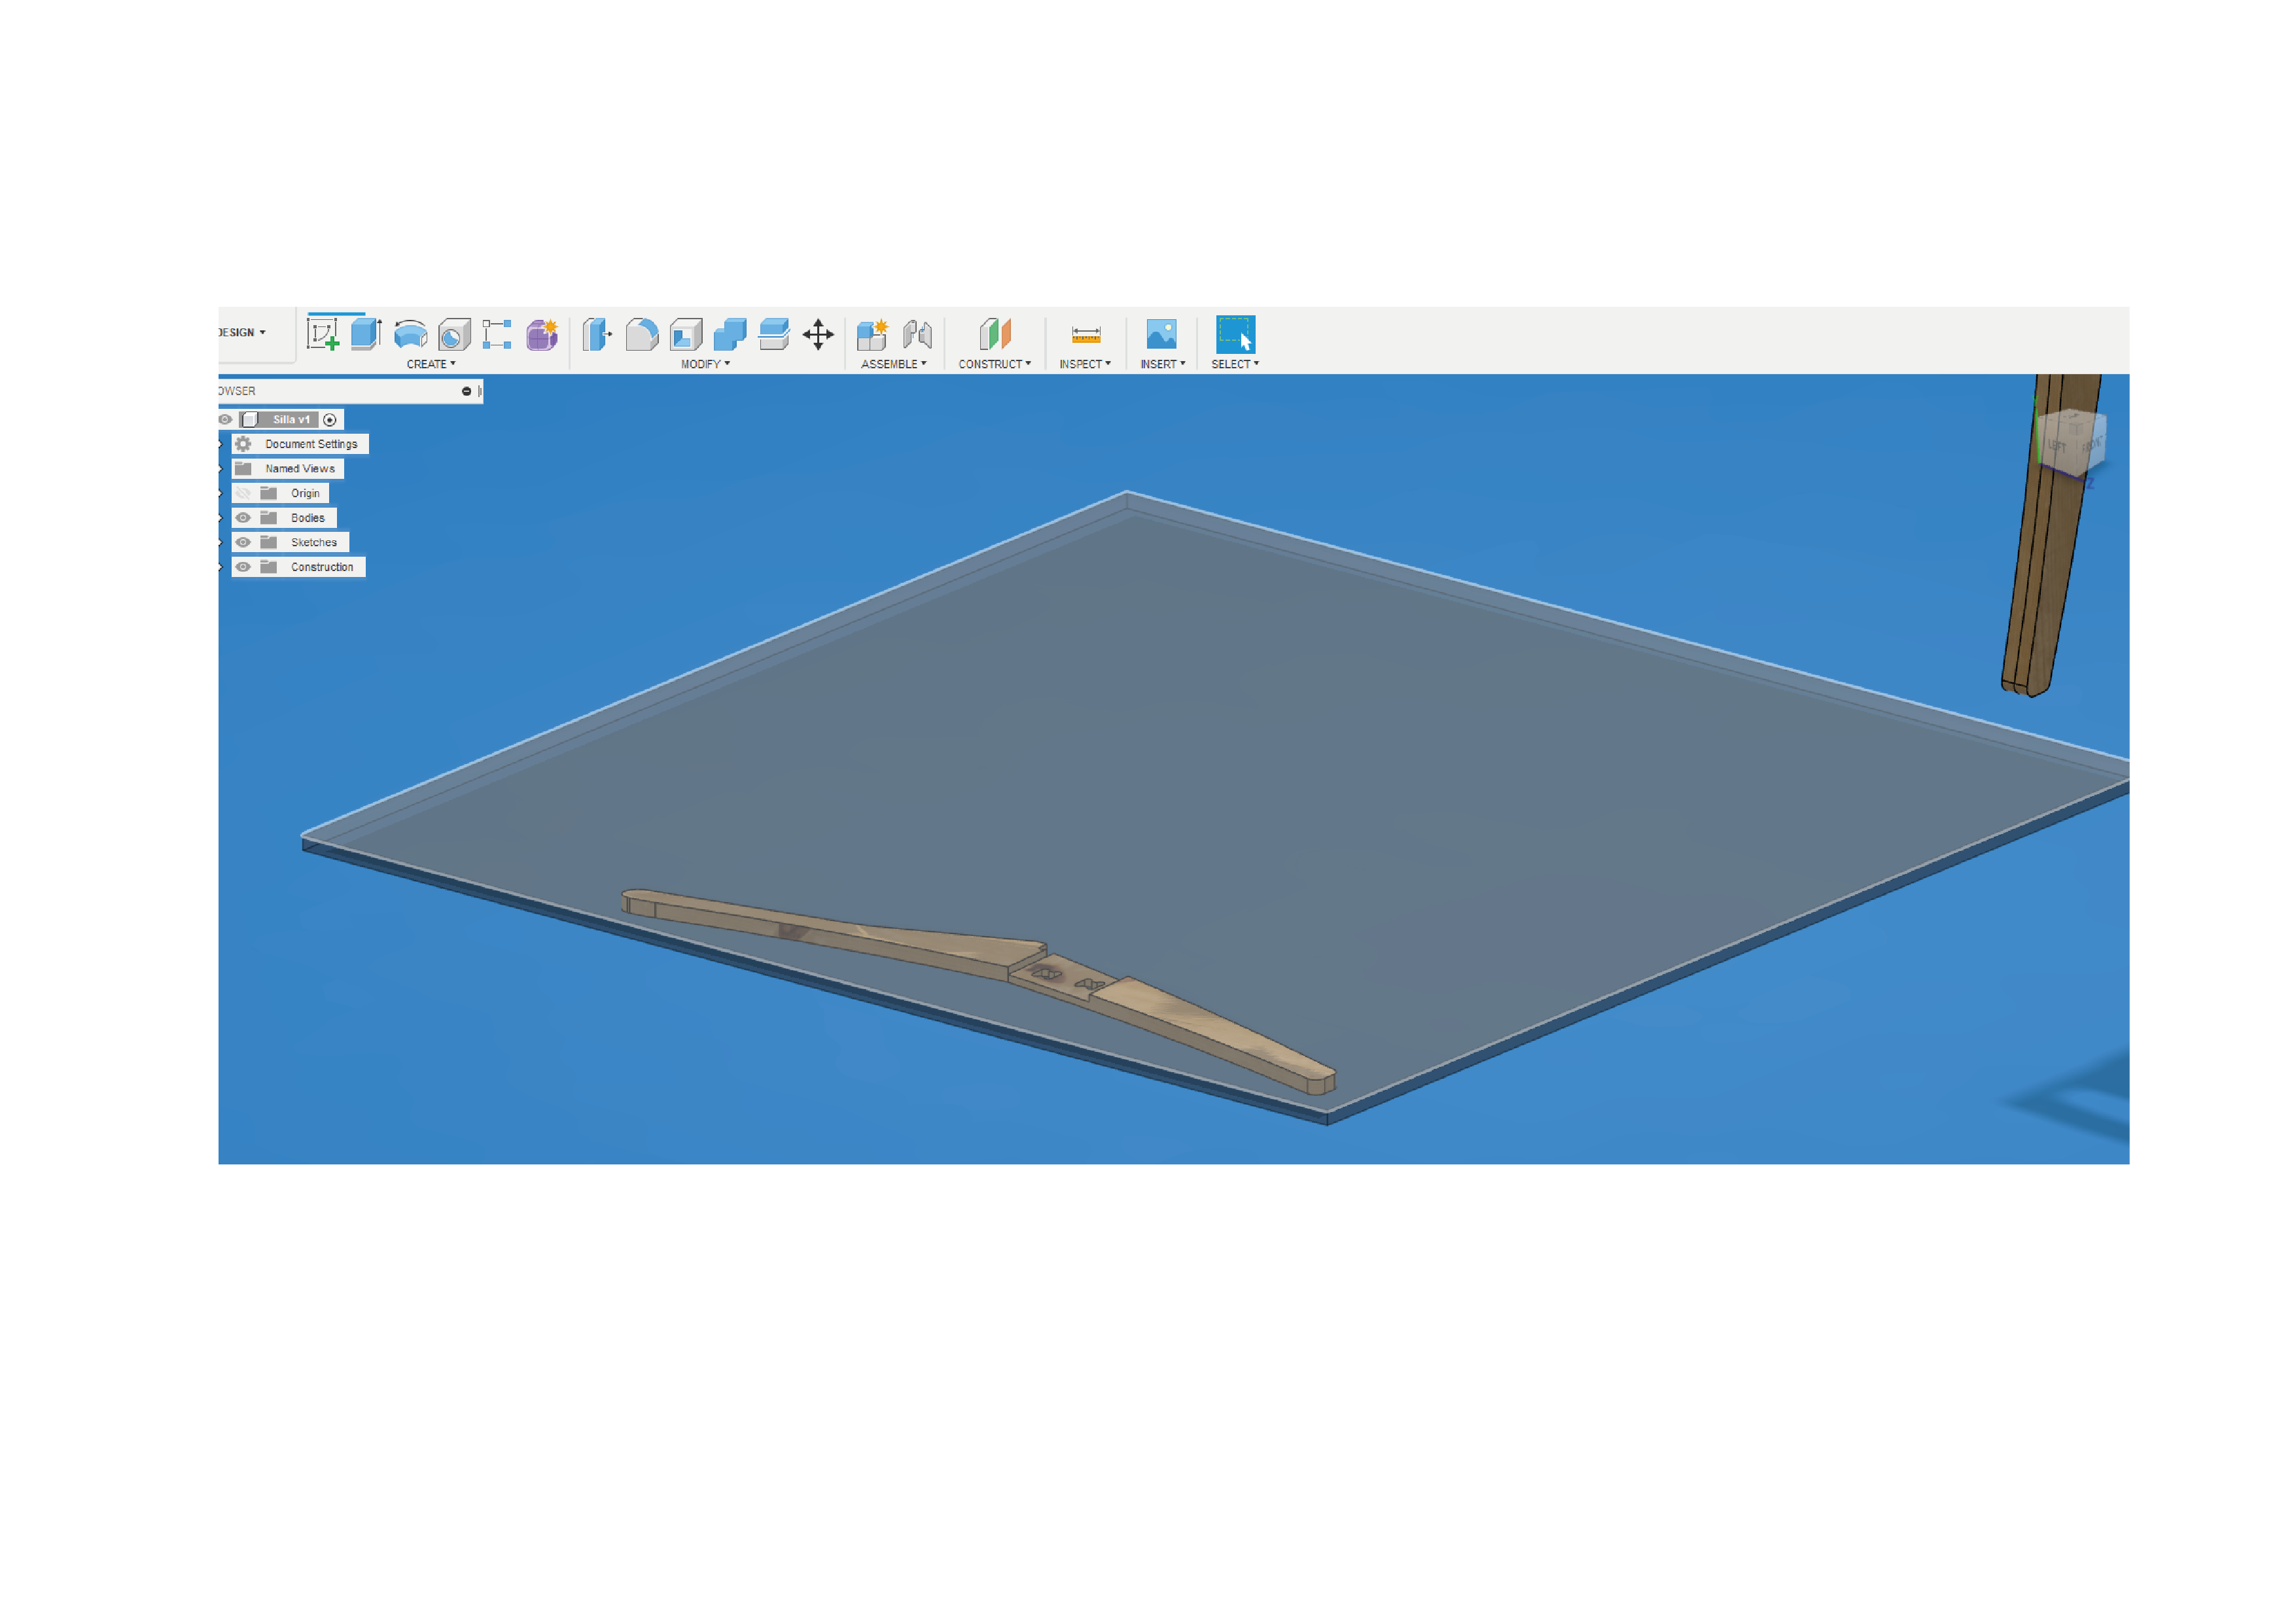 DESIGN
CREATE MODIFY ASSEMBLE CONSTRUCT INSPECT INSERT SELECT
OWSER
Silla v1
Document Settings
Named Views
Origin
Bodies
Sketches
Construction
LEFT
FRONT
Z